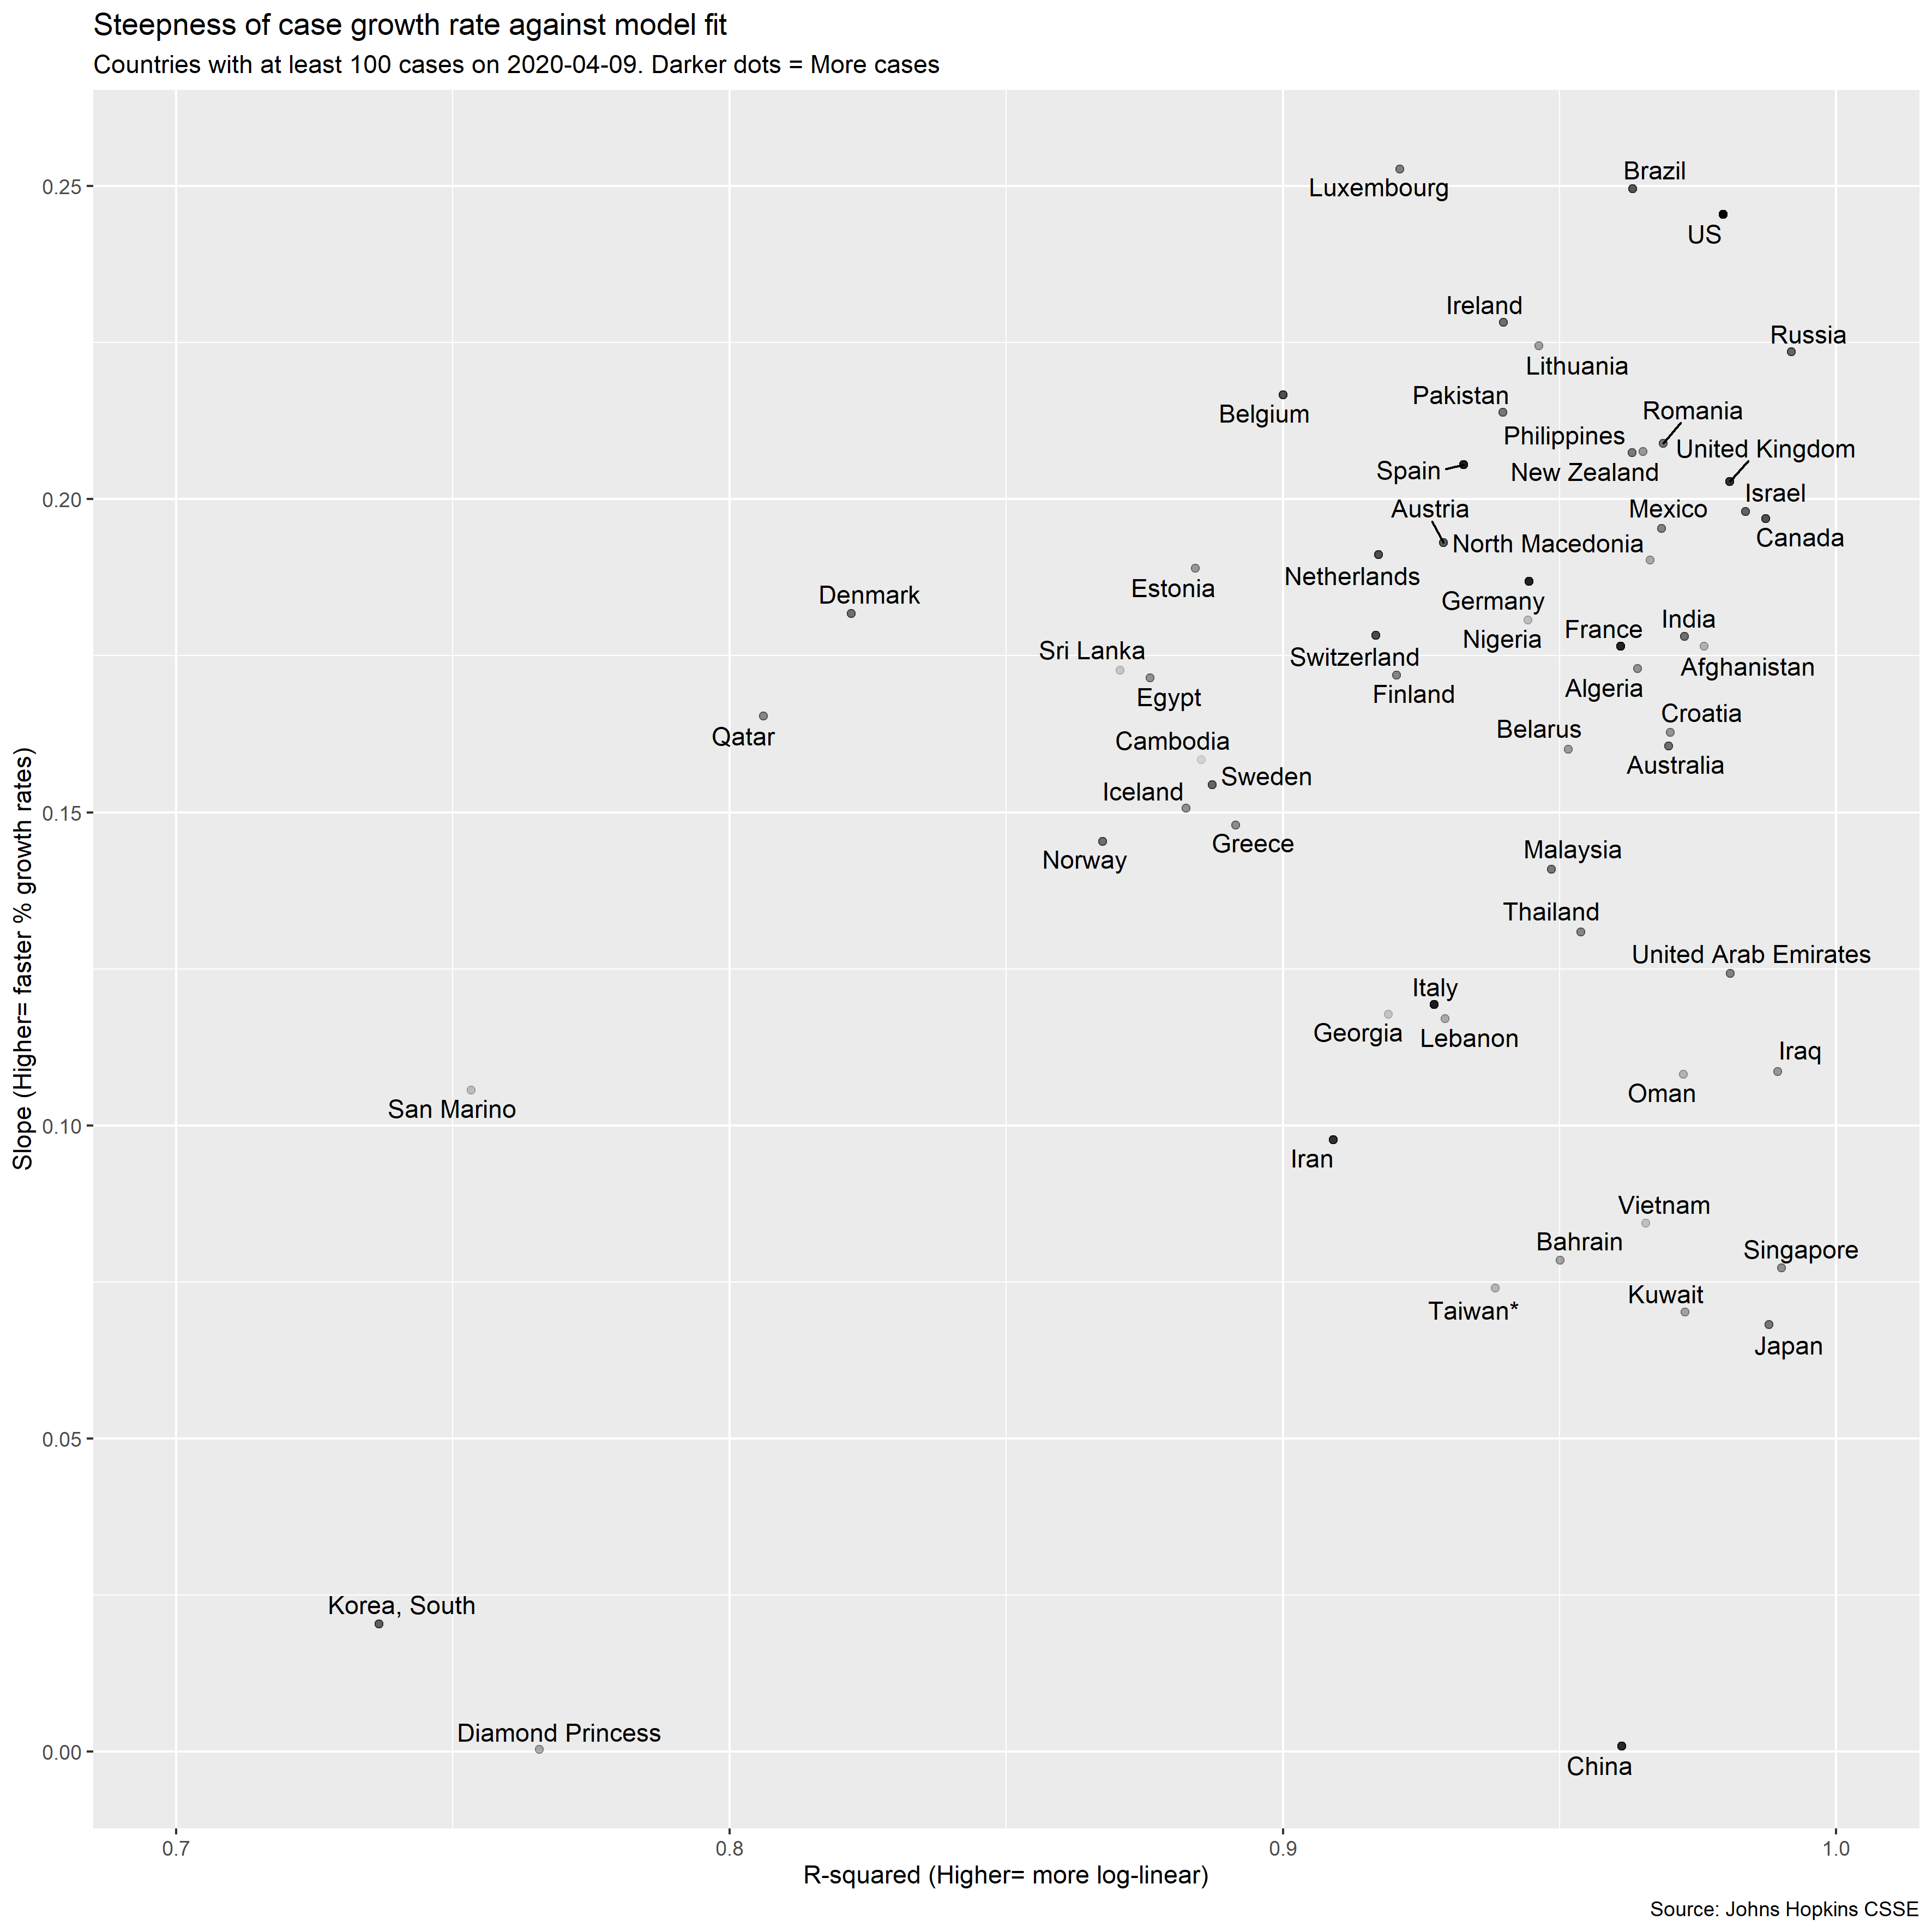 Steepness of case growth rate against model fit
Countries with at least 100 cases on 2020-04-09. Darker dots = More cases
Slope (Higher= faster % growth rates)
0.25
0.20
0.15
0.10
0.05
0.00
Brazil
Luxembourg
US
Ireland
Russia
Lithuania
Pakistan
Romania
Belgium
Philippines
United Kingdom
Spain
New Zealand
Israel
Austria
Mexico
Canada
North Macedonia
Netherlands
Estonia
Denmark
Germany
India
France
Nigeria
Sri Lanka
Switzerland
Afghanistan
Algeria
Finland
Egypt
Croatia
Belarus
Qatar
Cambodia
Australia
Sweden
Iceland
Greece
Malaysia
Norway
Thailand
United Arab Emirates
Italy
Georgia
Lebanon
Iraq
Oman
San Marino
Iran
Vietnam
Bahrain
Singapore
Kuwait
Taiwan*
Japan
Korea, South
Diamond Princess
China
0.7
0.8
0.9
1.0
R-squared (Higher= more log-linear)
Source: Johns Hopkins CSSE